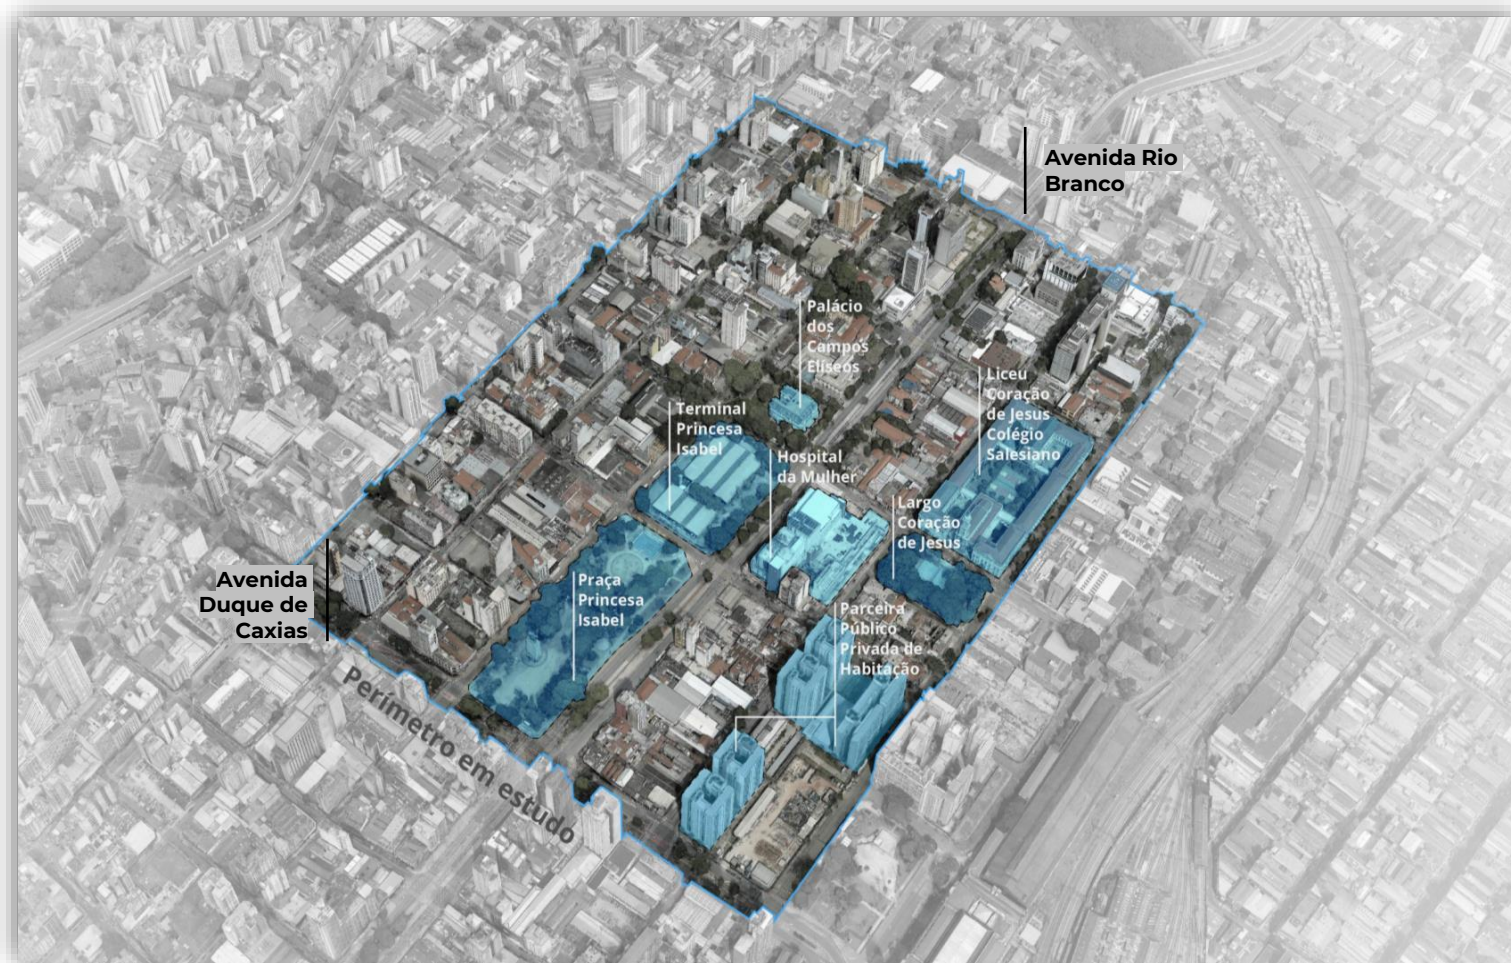 Avenida Rio
Branco
Palácio
dos
Campos
Elíseos
Liceu
Coração
de Jesus
Colégio
Salesiano
Terminal
Princesa
Isabel
Hospital
da Mulher
Largo
Coração
de Jesus
Avenida
Duque de
Caxias
Praça
Princesa
Isabel
Parceira
Público
Privada de
Habitação
Perímetro em estudo